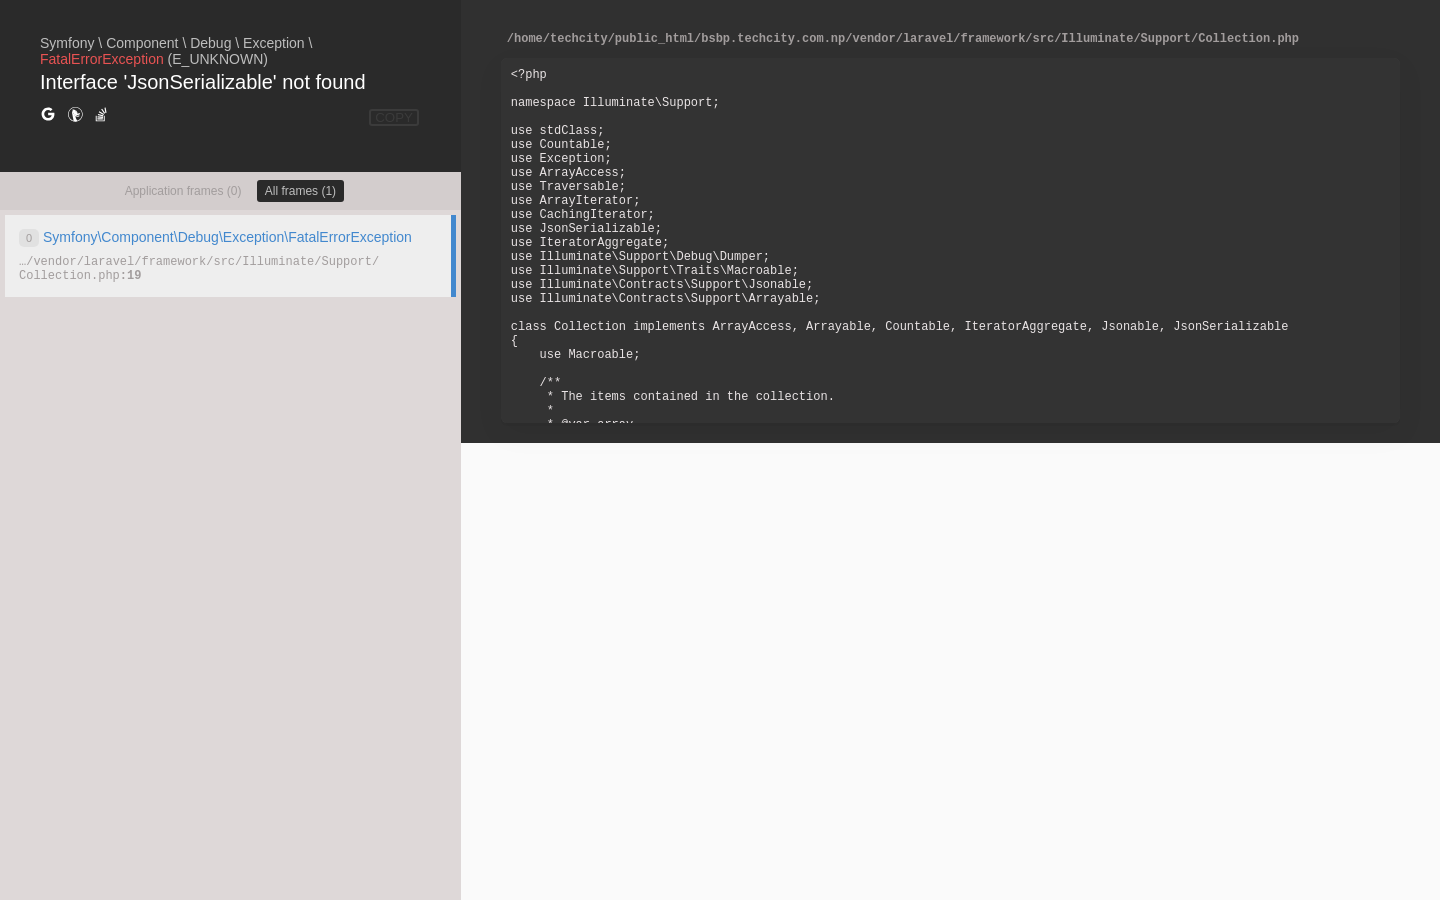 Symfony \ Component \ Debug \ Exception \
FatalErrorException (E_UNKNOWN)
Interface 'JsonSerializable' not found
COPY
Application frames (0)
All frames (1)
0 Symfony\Component\Debug\Exception\FatalErrorException
…/vendor/laravel/framework/src/Illuminate/Support/
Collection.php:19
/home/techcity/public_html/bsbp.techcity.com.np/vendor/laravel/framework/src/Illuminate/Support/Collection.php
<?php
namespace Illuminate\Support;
use stdClass;
use Countable;
use Exception;
use ArrayAccess;
use Traversable;
use ArrayIterator;
use CachingIterator;
use JsonSerializable;
use IteratorAggregate;
use Illuminate\Support\Debug\Dumper;
use Illuminate\Support\Traits\Macroable;
use Illuminate\Contracts\Support\Jsonable;
use Illuminate\Contracts\Support\Arrayable;
class Collection implements ArrayAccess, Arrayable, Countable, IteratorAggregate, Jsonable, JsonSerializable
{
    use Macroable;
    /**
     * The items contained in the collection.
     *
     * @var array